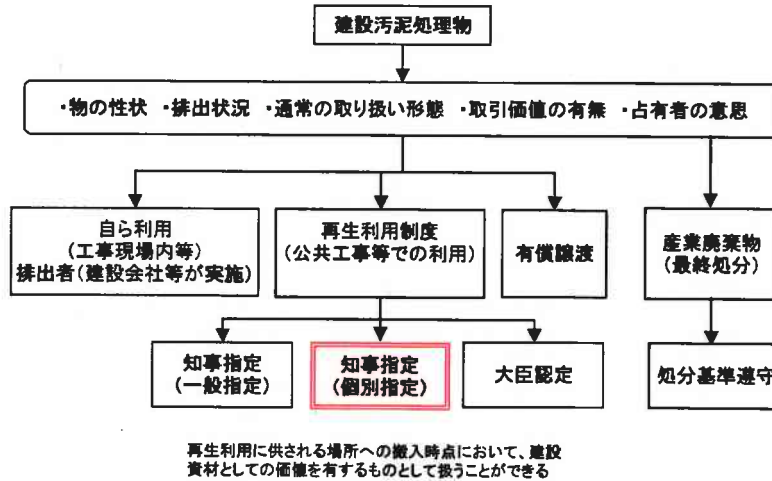 建設汚泥処理物
・物の性状 ・排出状況 ・通常の取り扱い形態 ・取引価値の有無 ・占有者の意思
自ら利用
(工事現場内等)
排出者(建設会社等が実施)
再生利用制度
(公共工事等での利用)
有償譲渡
産業廃棄物
(最終処分)
知事指定
(一般指定)
知事指定
(個別指定)
大臣認定
処分基準遵守
再生利用に供される場所への搬入時点において、建設
資材としての価値を有するものとして扱うことができる